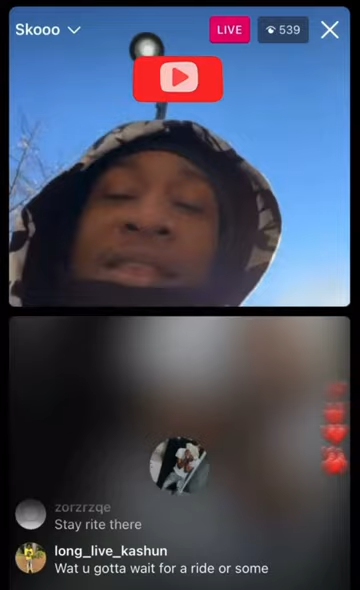 Skooo
LIVE
539
zorzrzqe
Stay rite there
long_live_kashun
Wat u gotta wait for a ride or some